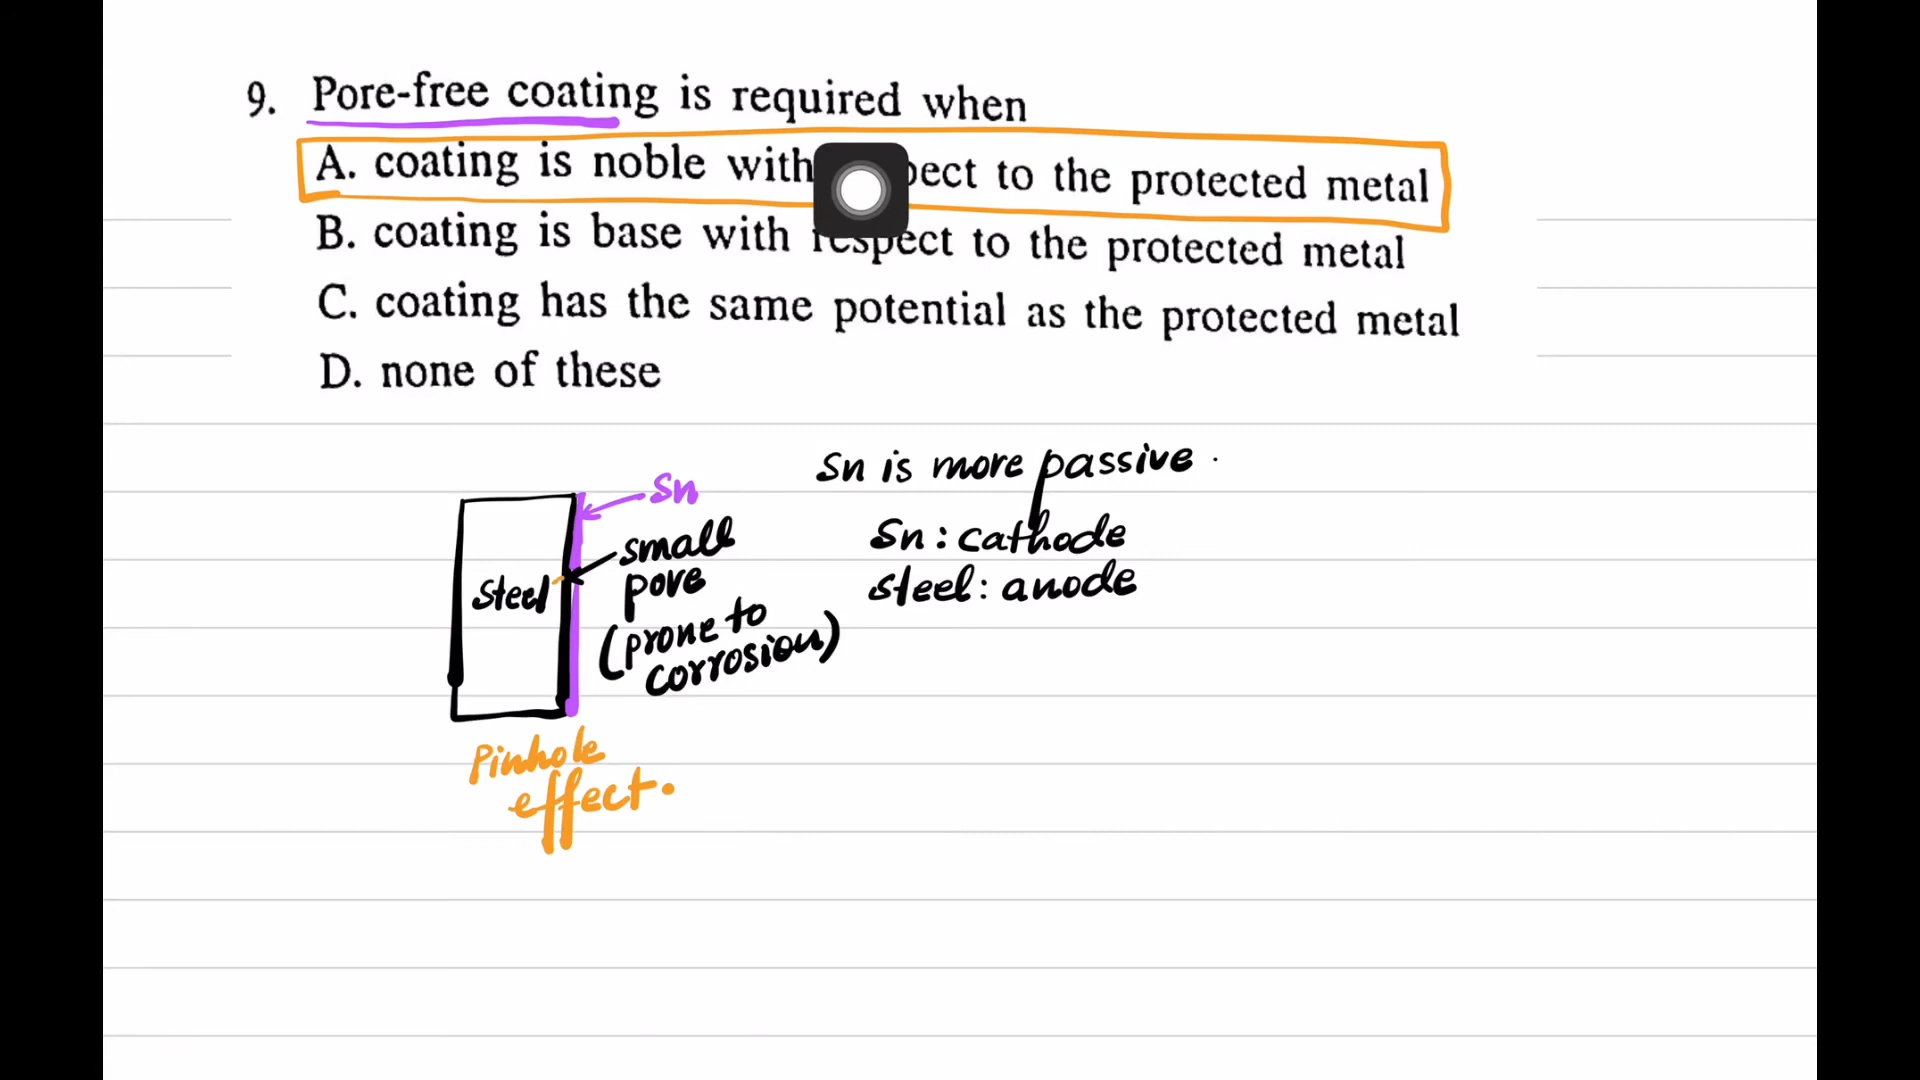 9. Pore-free coating is required when
A. coating is noble with pect to the protected metal
B. coating is base with respect to the protected metal
C. coating has the same potential as the protected metal
D. none of these
Sn is more passive .
Sn
Sn : cathode
small
pore
steel : anode
Steel
(prone to
corrosion)
Pinhole
effect.